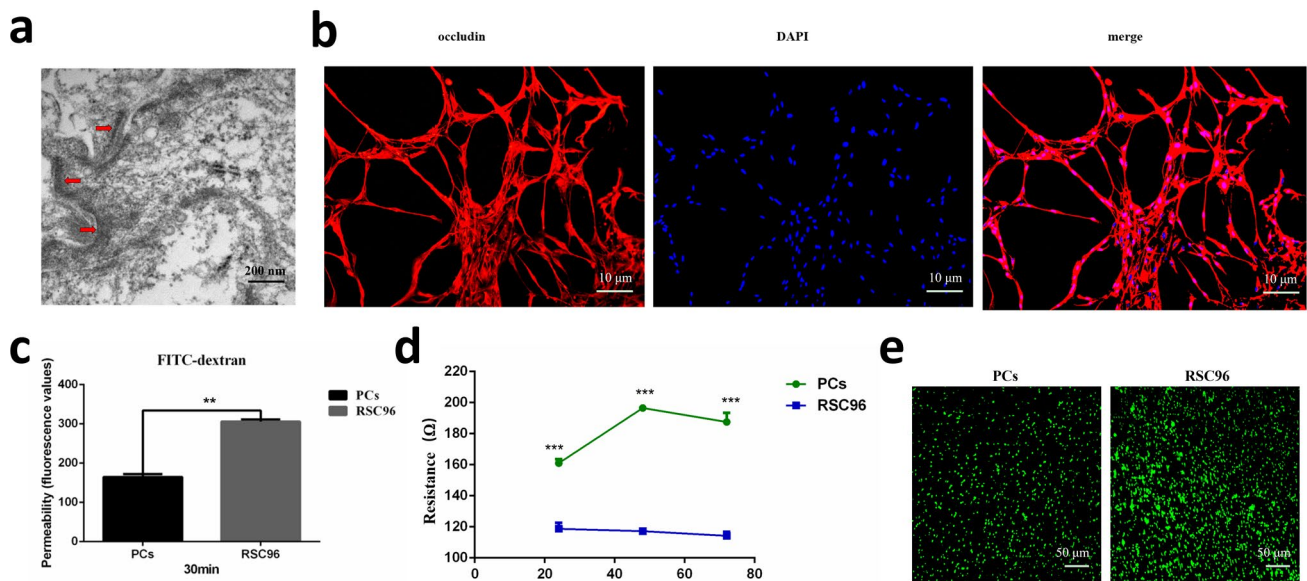 a
200 nm
b
occludin
DAPI
merge
10 μm
10 μm
10 μm
c
FITC-dextran
Permeability (fluorescence values)
400
300
200
100
0
**
PCs
RSC96
PCs
RSC96
30min
d
Resistance (Ω)
220
200
180
160
140
120
100
***
***
***
PCs
RSC96
0
20
40
60
80
e
PCs
RSC96
50 μm
50 μm